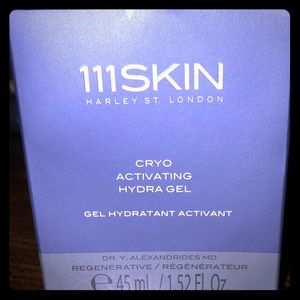 111SKIN
HARLEY ST. LONDON
CRYO
ACTIVATING
HYDRA GEL
GEL HYDRATANT ACTIVANT
DR. Y. ALEXANDRIDES MD
REGENERATIVE / RÉGÉNÉRATEUR
℮ 45 mL / 1.52 Fl. Oz.